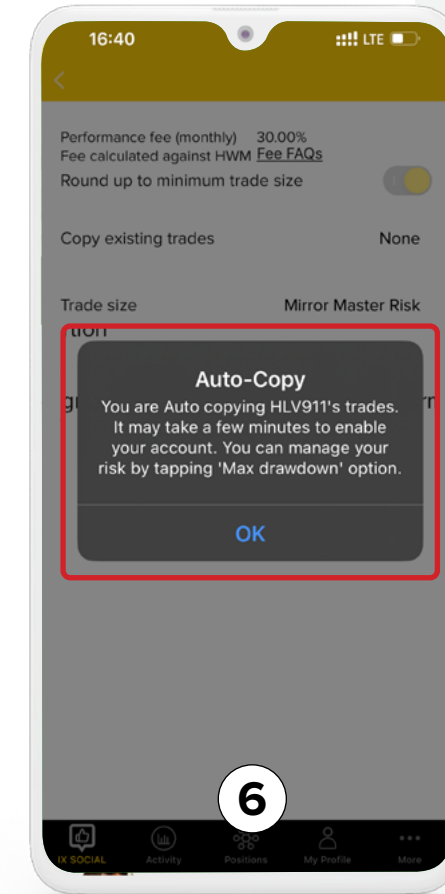 16:40 LTE
Performance fee (monthly) 30.00%
Fee calculated against HWM Fee FAQs
Round up to minimum trade size
Copy existing trades None
Trade size Mirror Master Risk
Auto-Copy
You are Auto copying HLV911's trades.
It may take a few minutes to enable
your account. You can manage your
risk by tapping 'Max drawdown' option.
OK
6
IX SOCIAL Activity Positions My Profile More